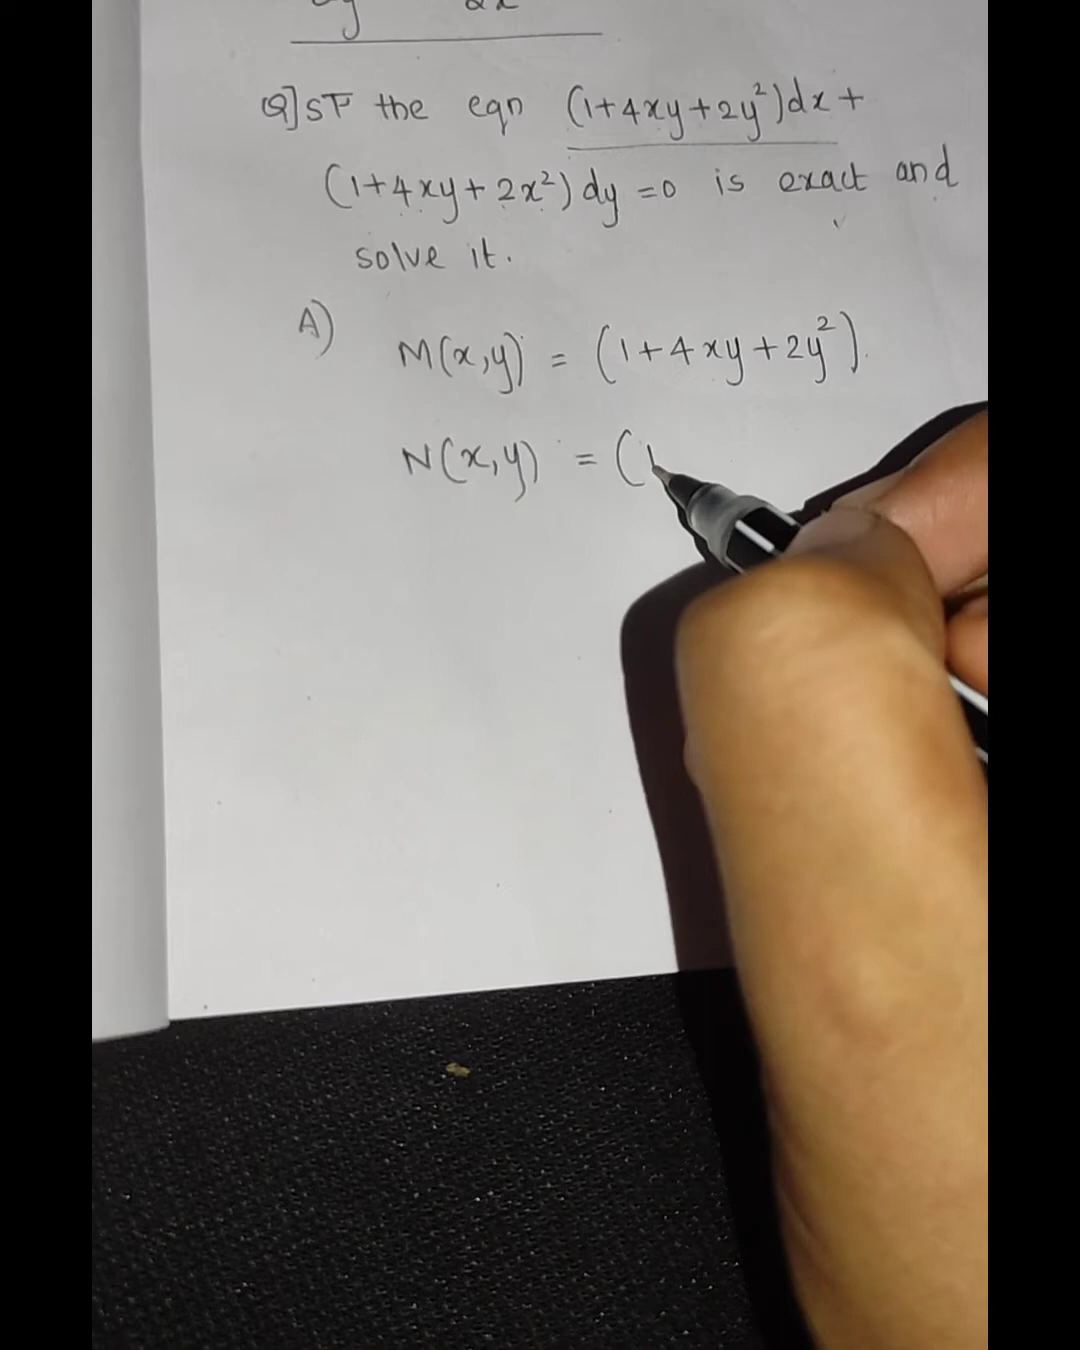 Q] ST the eqn (1+4xy+2y²)dx+
(1+4xy+2x²)dy=0 is exact and
solve it.
A)
M(x,y) = (1+4xy+2y²).
N(x,y) = (1